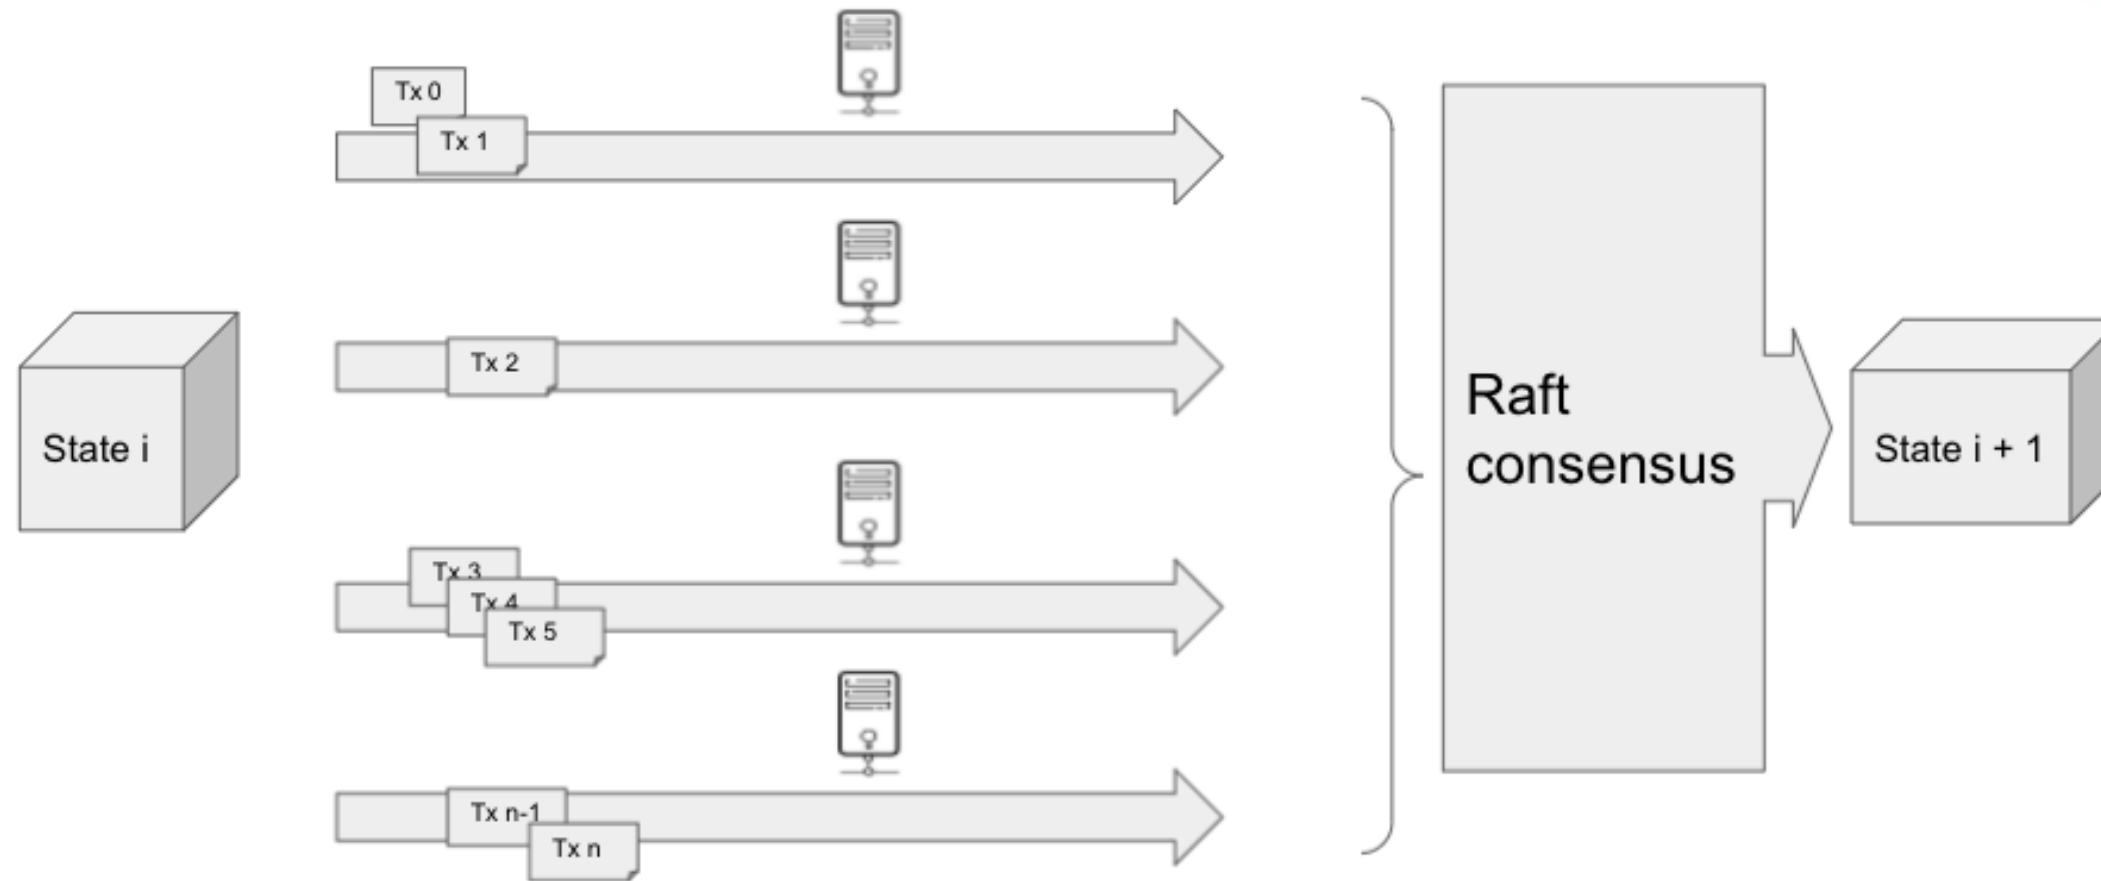 Tx 0
Tx 1
Tx 2
State i
Tx 3
Tx 4
Tx 5
Tx n-1
Tx n
Raft
consensus
State i + 1